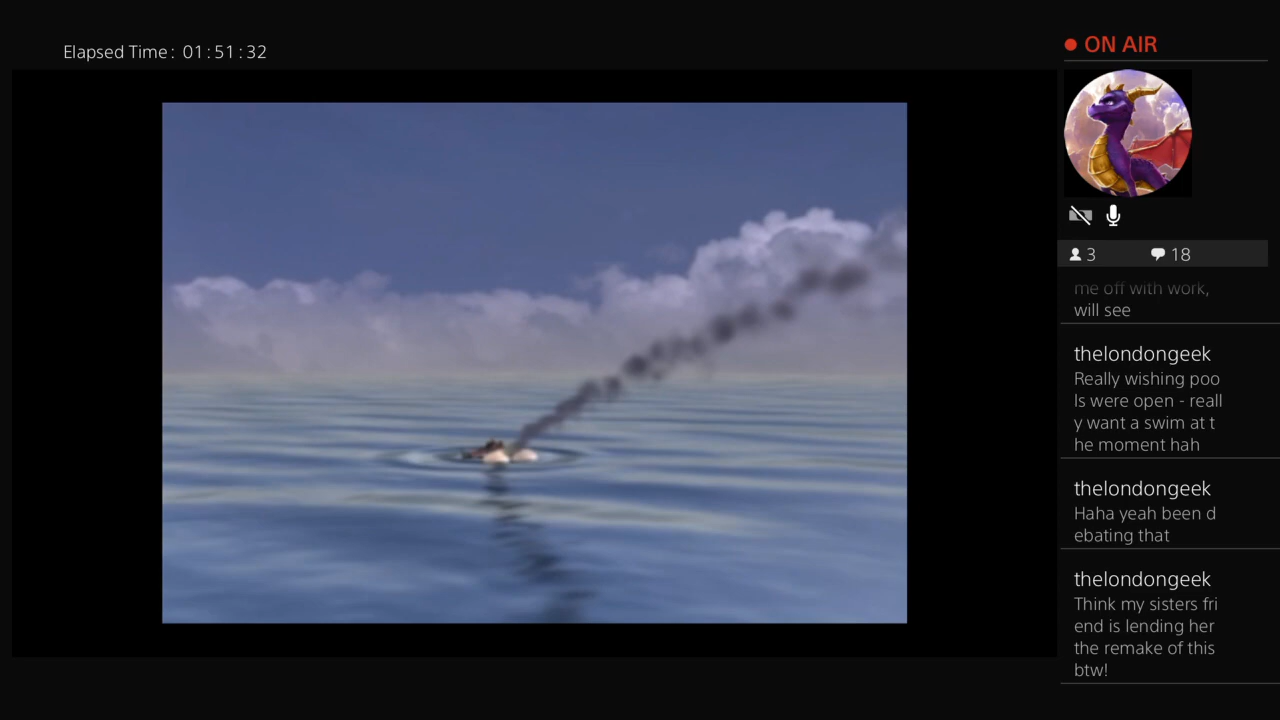 Elapsed Time: 01:51:32
ON AIR
3
18
me off with work,
will see
thelondongeek
Really wishing poo
ls were open - reall
y want a swim at t
he moment hah
thelondongeek
Haha yeah been d
ebating that
thelondongeek
Think my sisters fri
end is lending her
the remake of this
btw!